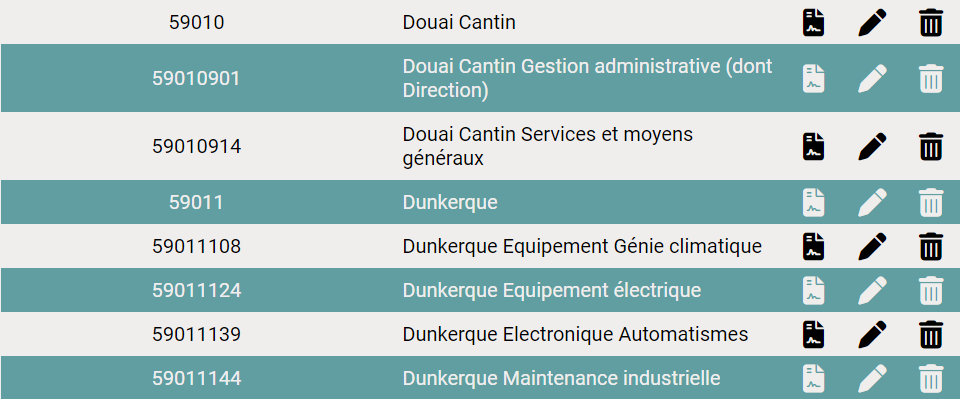 59010 Douai Cantin
59010901 Douai Cantin Gestion administrative (dont
Direction)
59010914 Douai Cantin Services et moyens
généraux
59011 Dunkerque
59011108 Dunkerque Equipement Génie climatique
59011124 Dunkerque Equipement électrique
59011139 Dunkerque Electronique Automatismes
59011144 Dunkerque Maintenance industrielle